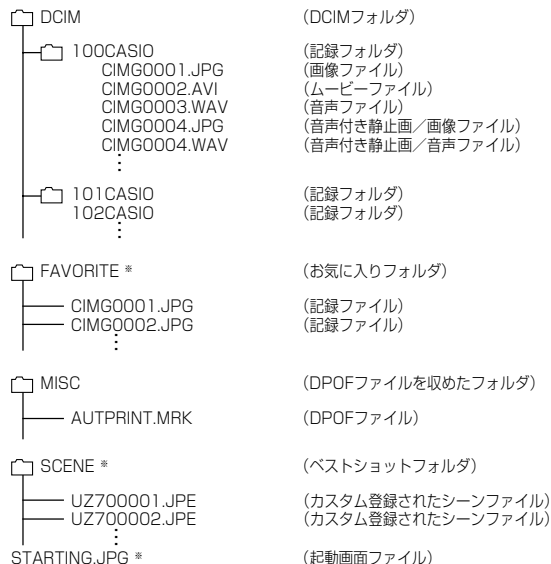 DCIM （DCIMフォルダ）
100CASIO （記録フォルダ）
CIMG0001.JPG （画像ファイル）
CIMG0002.AVI （ムービーファイル）
CIMG0003.WAV （音声ファイル）
CIMG0004.JPG （音声付き静止画／画像ファイル）
CIMG0004.WAV （音声付き静止画／音声ファイル）
⋮
101CASIO （記録フォルダ）
102CASIO （記録フォルダ）
⋮
FAVORITE ※ （お気に入りフォルダ）
CIMG0001.JPG （記録ファイル）
CIMG0002.JPG （記録ファイル）
⋮
MISC （DPOFファイルを収めたフォルダ）
AUTPRINT.MRK （DPOFファイル）
SCENE ※ （ベストショットフォルダ）
UZ700001.JPE （カスタム登録されたシーンファイル）
UZ700002.JPE （カスタム登録されたシーンファイル）
⋮
STARTING.JPG ※ （起動画面ファイル）